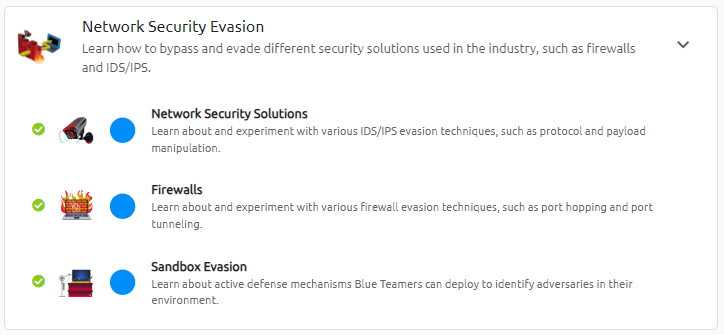 Network Security Evasion
Learn how to bypass and evade different security solutions used in the industry, such as firewalls
and IDS/IPS.
Network Security Solutions
Learn about and experiment with various IDS/IPS evasion techniques, such as protocol and payload
manipulation.
Firewalls
Learn about and experiment with various firewall evasion techniques, such as port hopping and port
tunneling.
Sandbox Evasion
Learn about active defense mechanisms Blue Teamers can deploy to identify adversaries in their
environment.